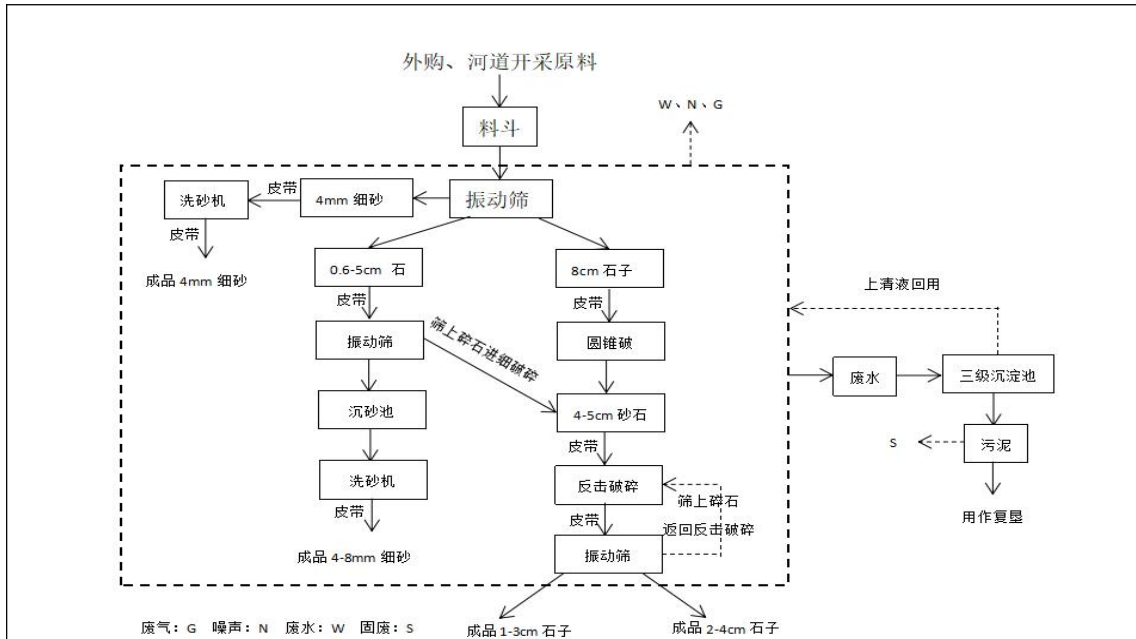 外购、河道开采原料
W、N、G
料斗
洗砂机
皮带
4mm 细砂
振动筛
皮带
成品 4mm 细砂
0.6-5cm 石
8cm 石子
皮带
皮带
上清液回用
振动筛
筛上碎石进细破碎
圆锥破
废水
三级沉淀池
沉砂池
4-5cm 砂石
皮带
S
污泥
洗砂机
反击破碎
筛上碎石
皮带
皮带
返回反击破碎
用作复垦
成品 4-8mm 细砂
振动筛
废气：G 噪声：N 废水：W 固废：S
成品 1-3cm 石子
成品 2-4cm 石子